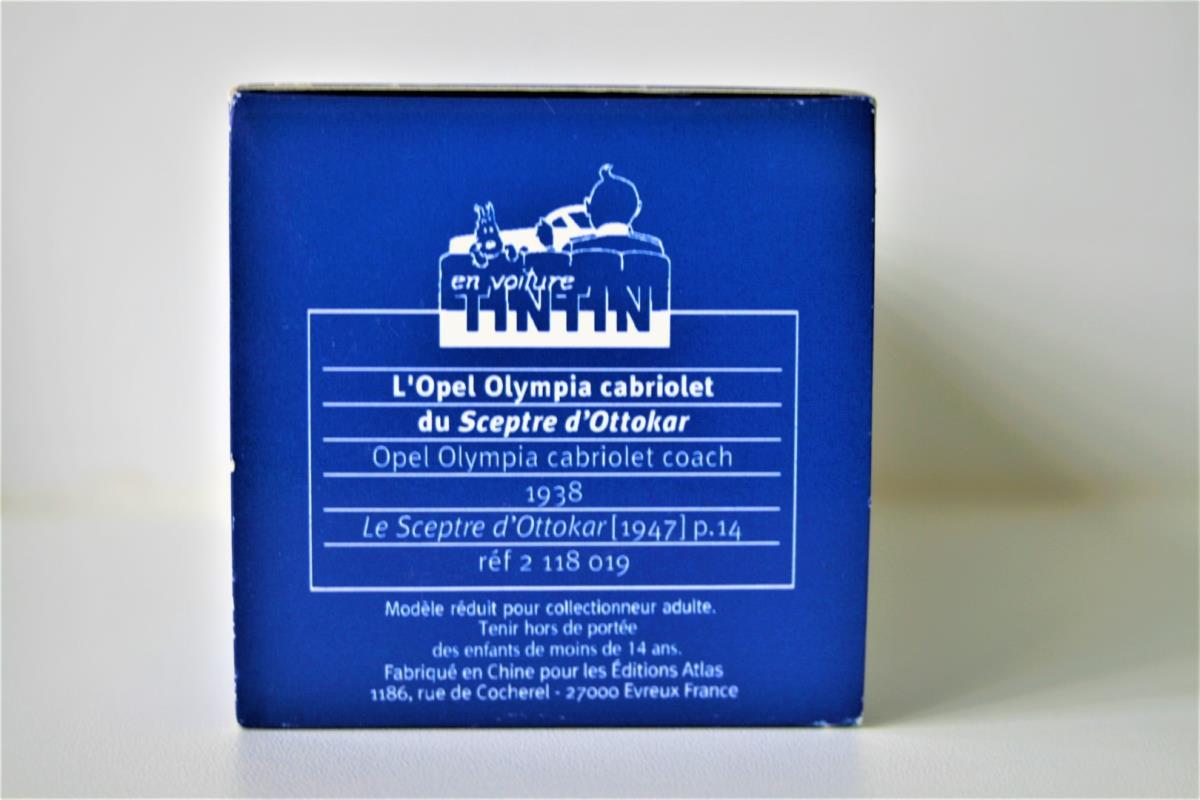 en voiture
TINTIN
L'Opel Olympia cabriolet
du Sceptre d'Ottokar
Opel Olympia cabriolet coach
1938
Le Sceptre d'Ottokar [1947] p.14
réf 2 118 019
Modèle réduit pour collectionneur adulte.
Tenir hors de portée
des enfants de moins de 14 ans.
Fabriqué en Chine pour les Éditions Atlas
1186, rue de Cocherel - 27000 Evreux France